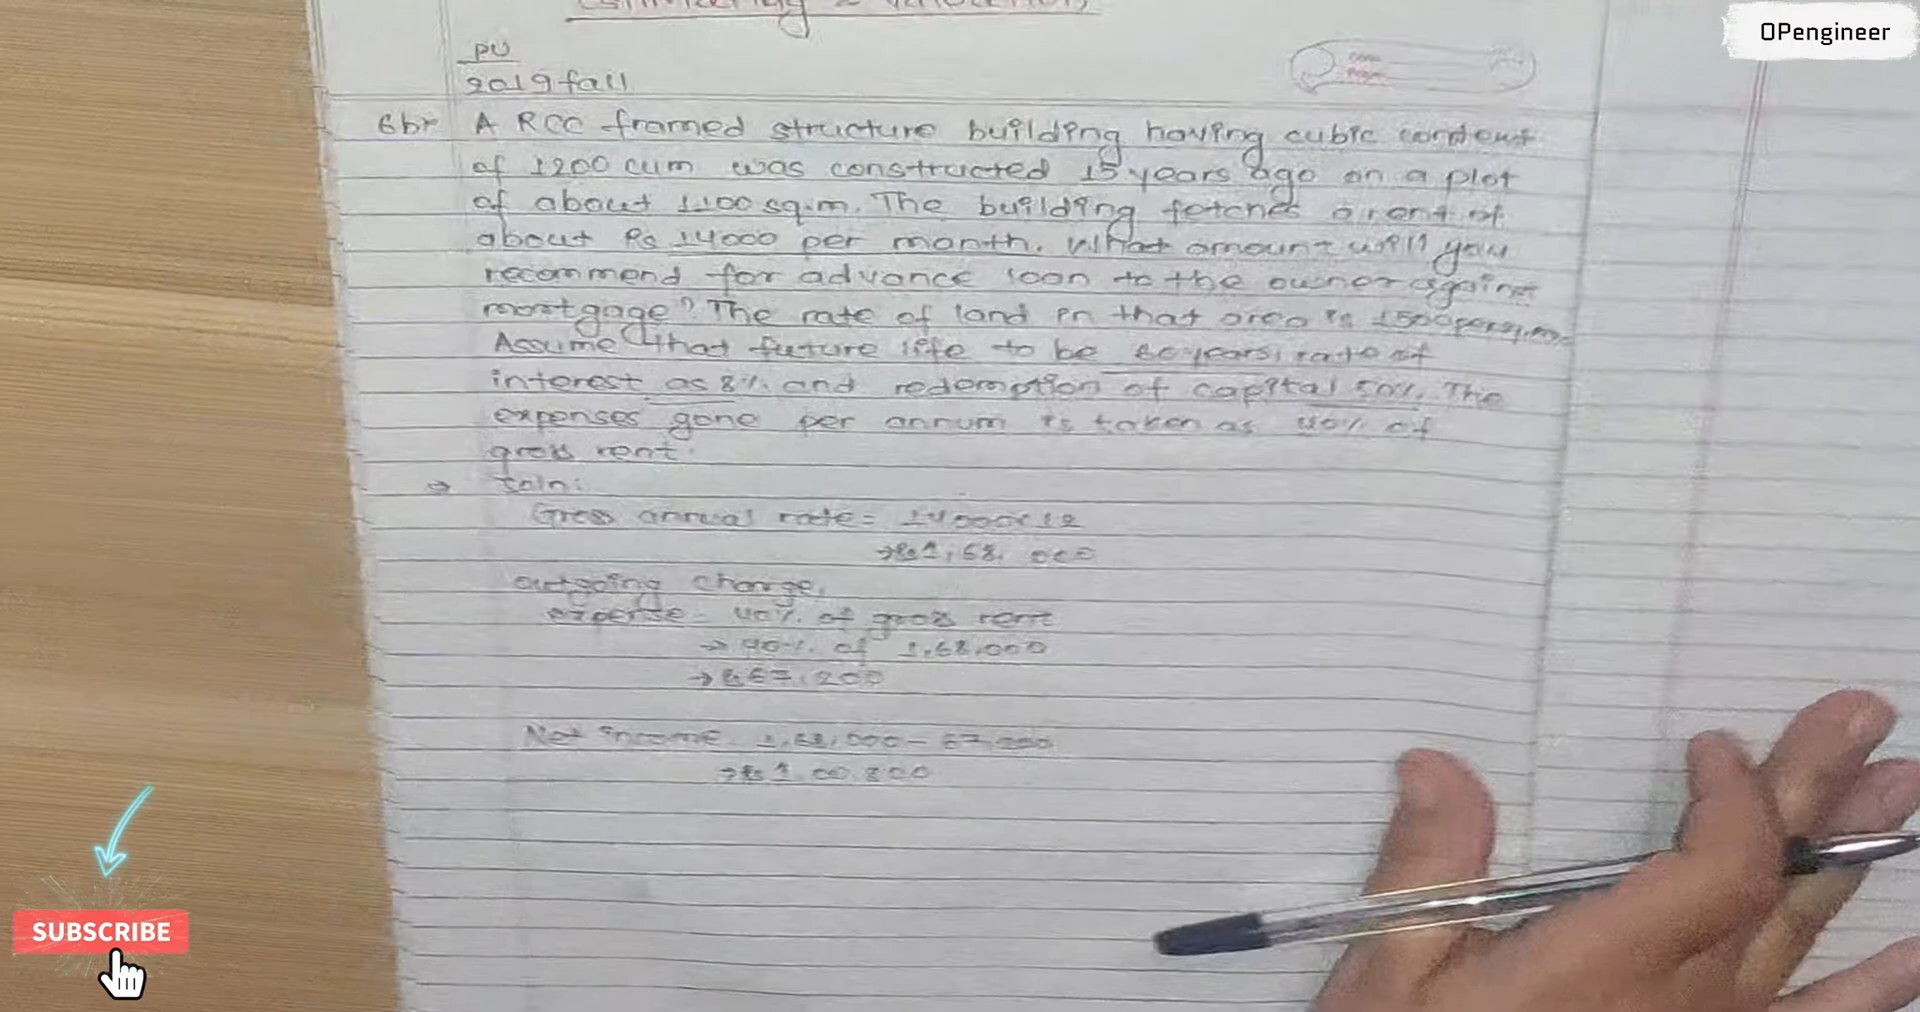 OPengineer
PU
2019 fall
6b> A RCC framed structure building having cubic content
of 1200 cum was constructed 15 years ago on a plot
of about 1100 sq.m. The building fetches a rent of
about Rs 14000 per month. What amount will you
recommend for advance loan to the owner against
mortgage? The rate of land in that area is 1500 per sq.m.
Assume that future life to be years, rate of
interest as 8% and redemption of capital The
expenses gone per annum is taken as 40% of
gross rent.
→ soln:
Gross annual rate = 14000×12
→Rs 1,68,000
outgoing charge,
expense = 40% of gross rent
→ 40% of 1,68,000
→ Rs 67,200
Net income 1,68,000 - 67,200
→ Rs 1,00,800
SUBSCRIBE